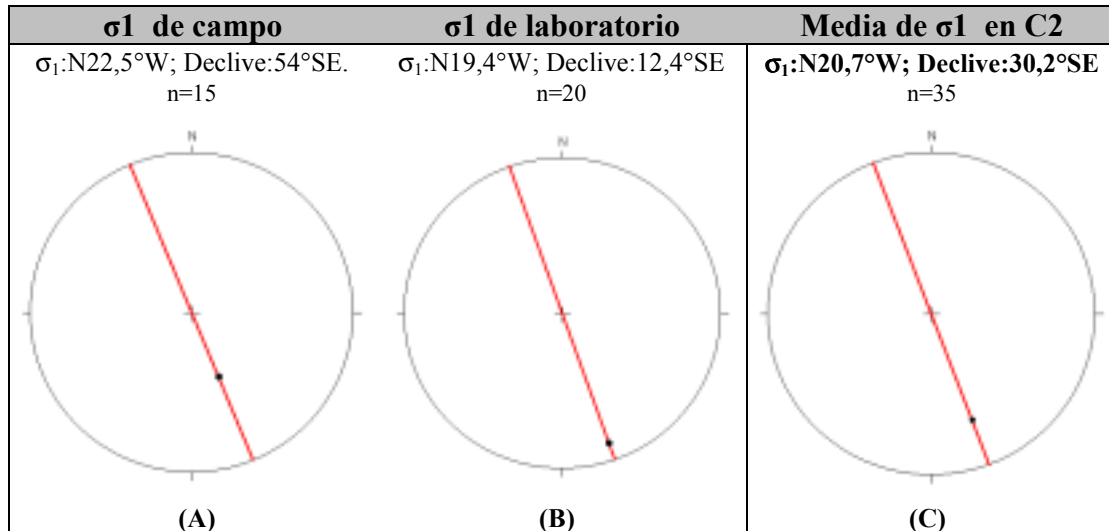 σ1 de campo
σ1 de laboratorio
Media de σ1 en C2
σ₁:N22,5°W; Declive:54°SE.
n=15
σ₁:N19,4°W; Declive:12,4°SE
n=20
σ₁:N20,7°W; Declive:30,2°SE
n=35
N
N
N
(A)
(B)
(C)